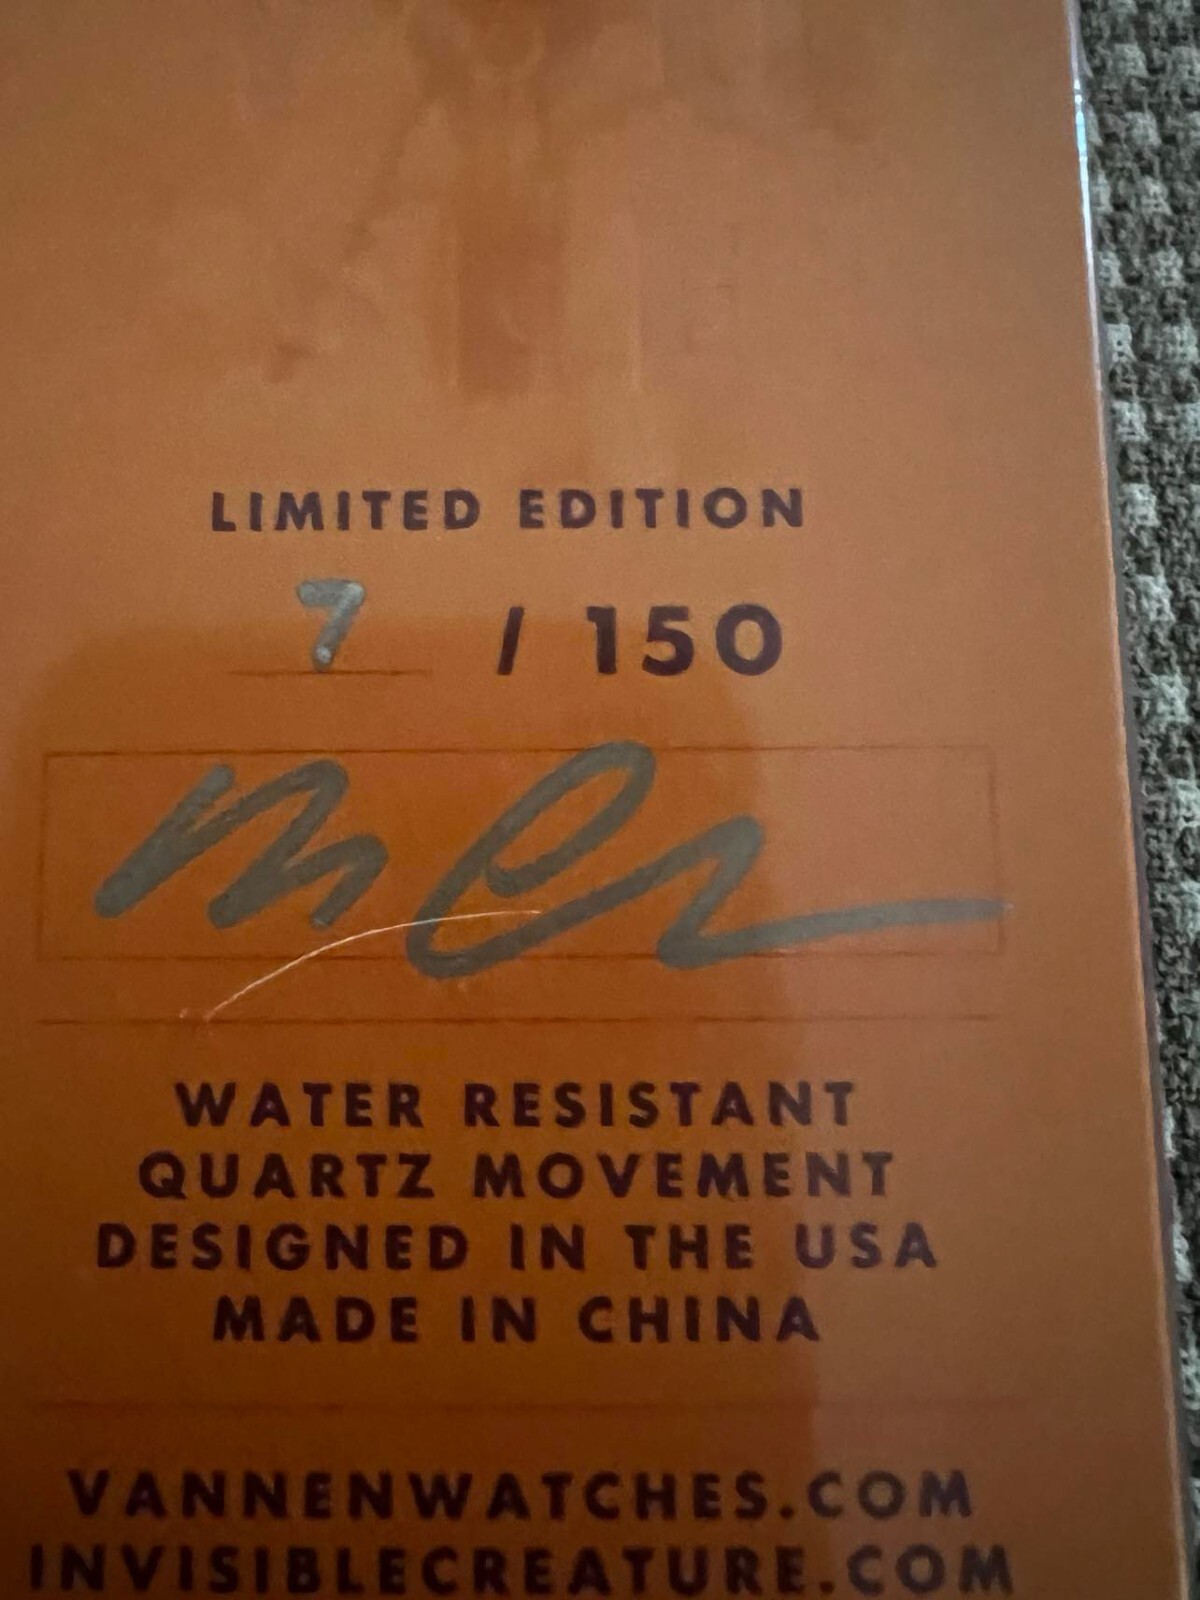 LIMITED EDITION
7 / 150
WATER RESISTANT
QUARTZ MOVEMENT
DESIGNED IN THE USA
MADE IN CHINA
VANNENWATCHES.COM
INVISIBLECREATURE.COM